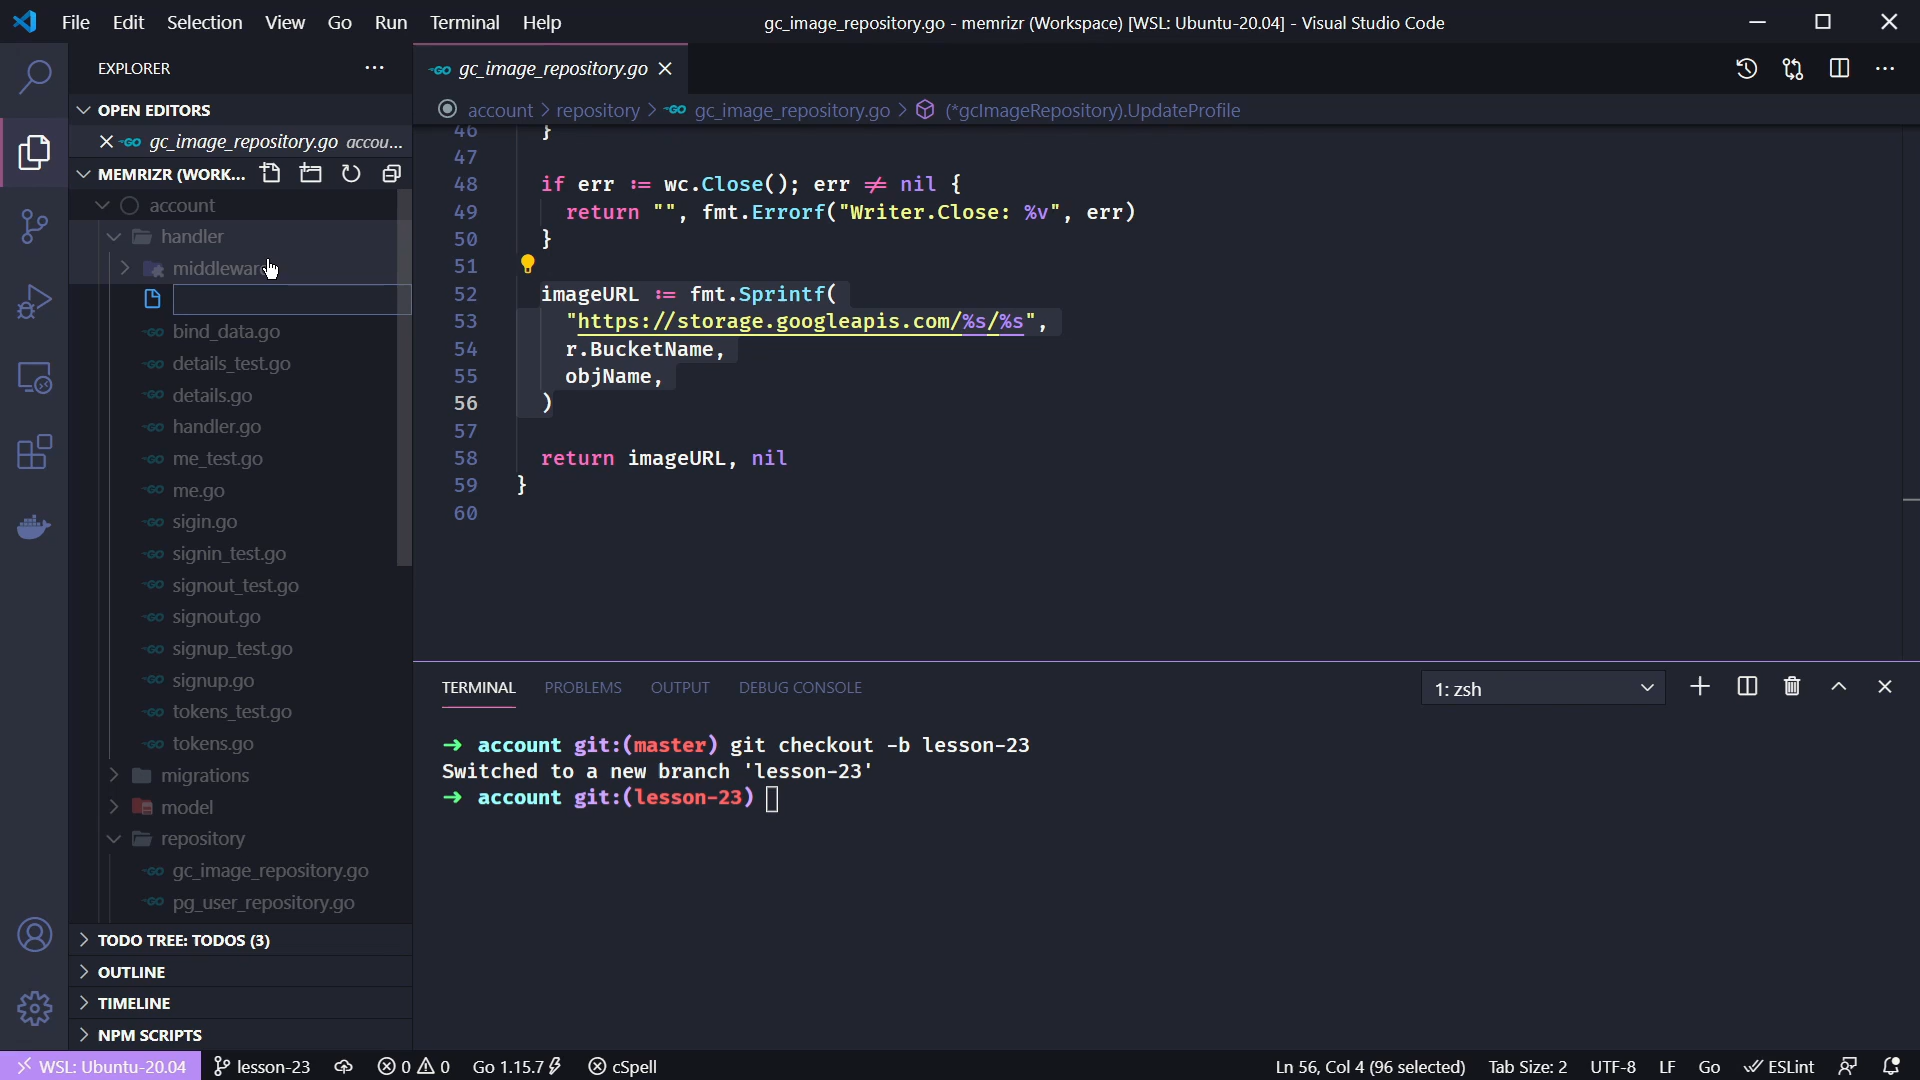 File Edit Selection View Go Run Terminal Help
gc_image_repository.go - memrizr (Workspace) [WSL: Ubuntu-20.04] - Visual Studio Code
EXPLORER
OPEN EDITORS
gc_image_repository.go accou...
MEMRIZR (WORK...
account
handler
middleware
bind_data.go
details_test.go
details.go
handler.go
me_test.go
me.go
sigin.go
signin_test.go
signout_test.go
signout.go
signup_test.go
signup.go
tokens_test.go
tokens.go
migrations
model
repository
gc_image_repository.go
pg_user_repository.go
TODO TREE: TODOS (3)
OUTLINE
TIMELINE
NPM SCRIPTS
gc_image_repository.go
account > repository > gc_image_repository.go > (*gcImageRepository).UpdateProfile
46 }
47
48 if err := wc.Close(); err ≠ nil {
49 return "", fmt.Errorf("Writer.Close: %v", err)
50 }
51
52 imageURL := fmt.Sprintf(
53 "https://storage.googleapis.com/%s/%s",
54 r.BucketName,
55 objName,
56 )
57
58 return imageURL, nil
59 }
60
TERMINAL PROBLEMS OUTPUT DEBUG CONSOLE
1: zsh
→ account git:(master) git checkout -b lesson-23
Switched to a new branch 'lesson-23'
→ account git:(lesson-23)
WSL: Ubuntu-20.04 lesson-23 0 0 Go 1.15.7 cSpell
Ln 56, Col 4 (96 selected) Tab Size: 2 UTF-8 LF Go ESLint